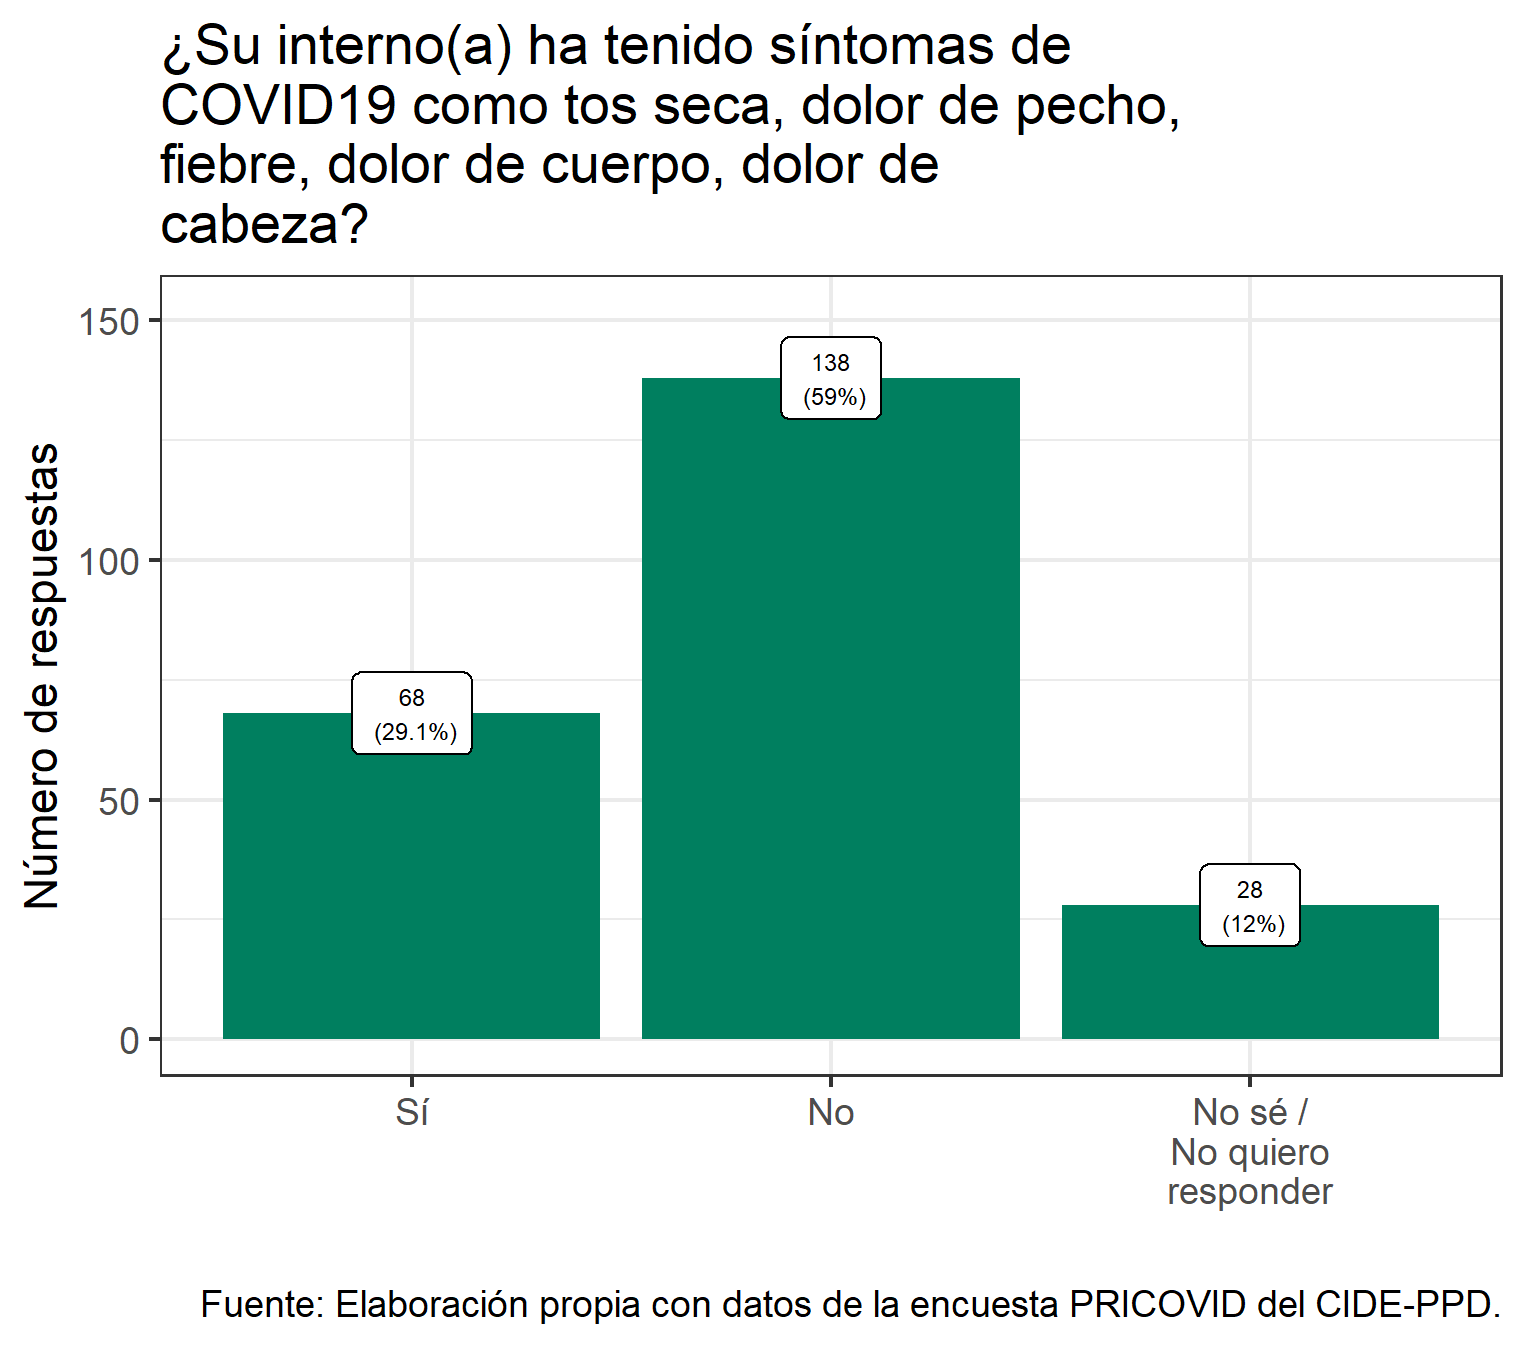 ¿Su interno(a) ha tenido síntomas de
COVID19 como tos seca, dolor de pecho,
fiebre, dolor de cuerpo, dolor de
cabeza?
Número de respuestas
150
100
50
0
68
(29.1%)
138
(59%)
28
(12%)
Sí
No
No sé /
No quiero
responder
Fuente: Elaboración propia con datos de la encuesta PRICOVID del CIDE-PPD.